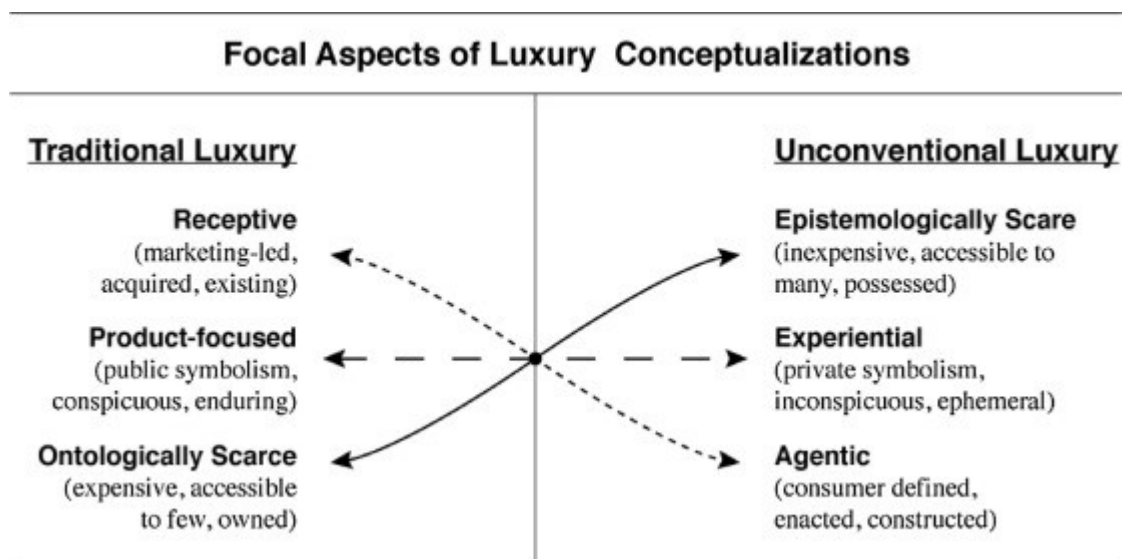 Focal Aspects of Luxury Conceptualizations
Traditional Luxury
Receptive
(marketing-led,
acquired, existing)
Product-focused
(public symbolism,
conspicuous, enduring)
Ontologically Scarce
(expensive, accessible
to few, owned)
Unconventional Luxury
Epistemologically Scare
(inexpensive, accessible to
many, possessed)
Experiential
(private symbolism,
inconspicuous, ephemeral)
Agentic
(consumer defined,
enacted, constructed)